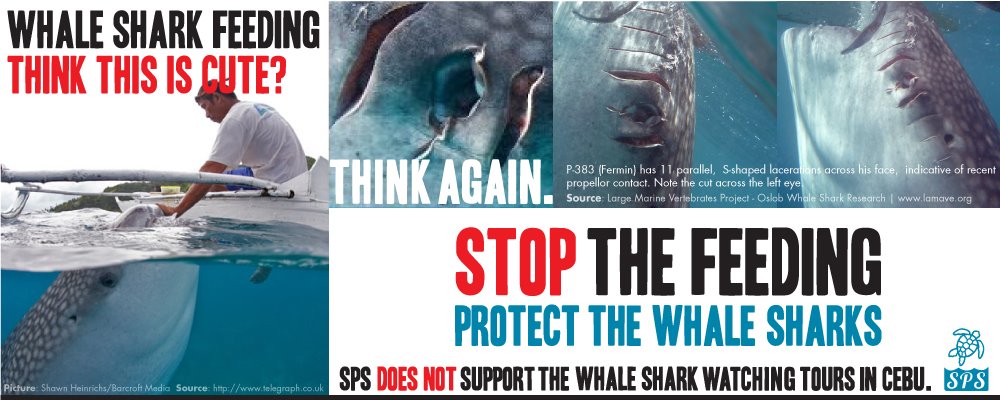 WHALE SHARK FEEDING
THINK THIS IS CUTE?
THINK AGAIN.
P-383 (Fermin) has 11 parallel, S-shaped lacerations across his face, indicative of recent
propellor contact. Note the cut across the left eye.
Source: Large Marine Vertebrates Project - Oslob Whale Shark Research | www.lamave.org
STOP THE FEEDING
PROTECT THE WHALE SHARKS
Picture: Shawn Heinrichs/Barcroft Media Source: http://www.telegraph.co.uk
SPS DOES NOT SUPPORT THE WHALE SHARK WATCHING TOURS IN CEBU.
SPS